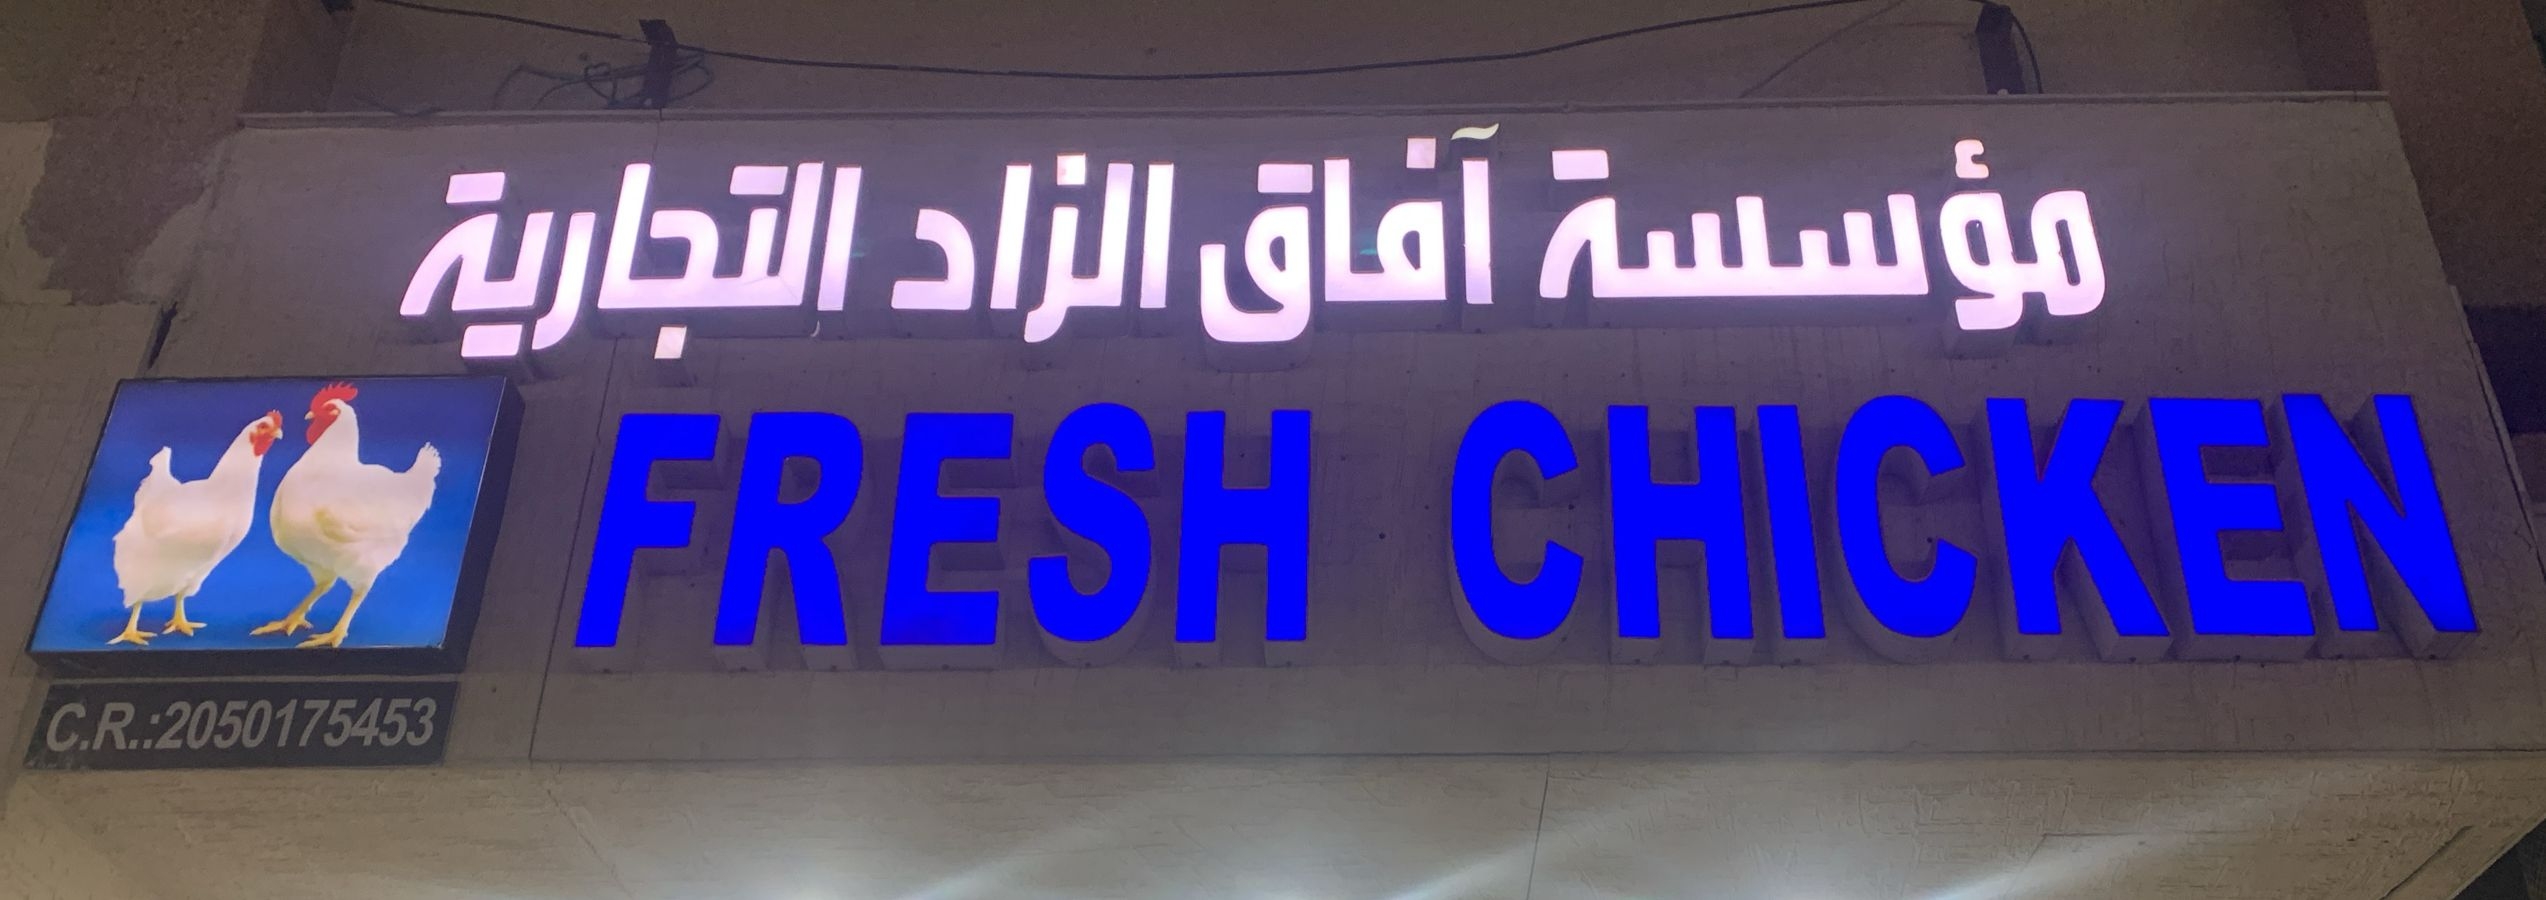 مؤسسة آفاق الزاد التجارية
FRESH CHICKEN
C.R.:2050175453